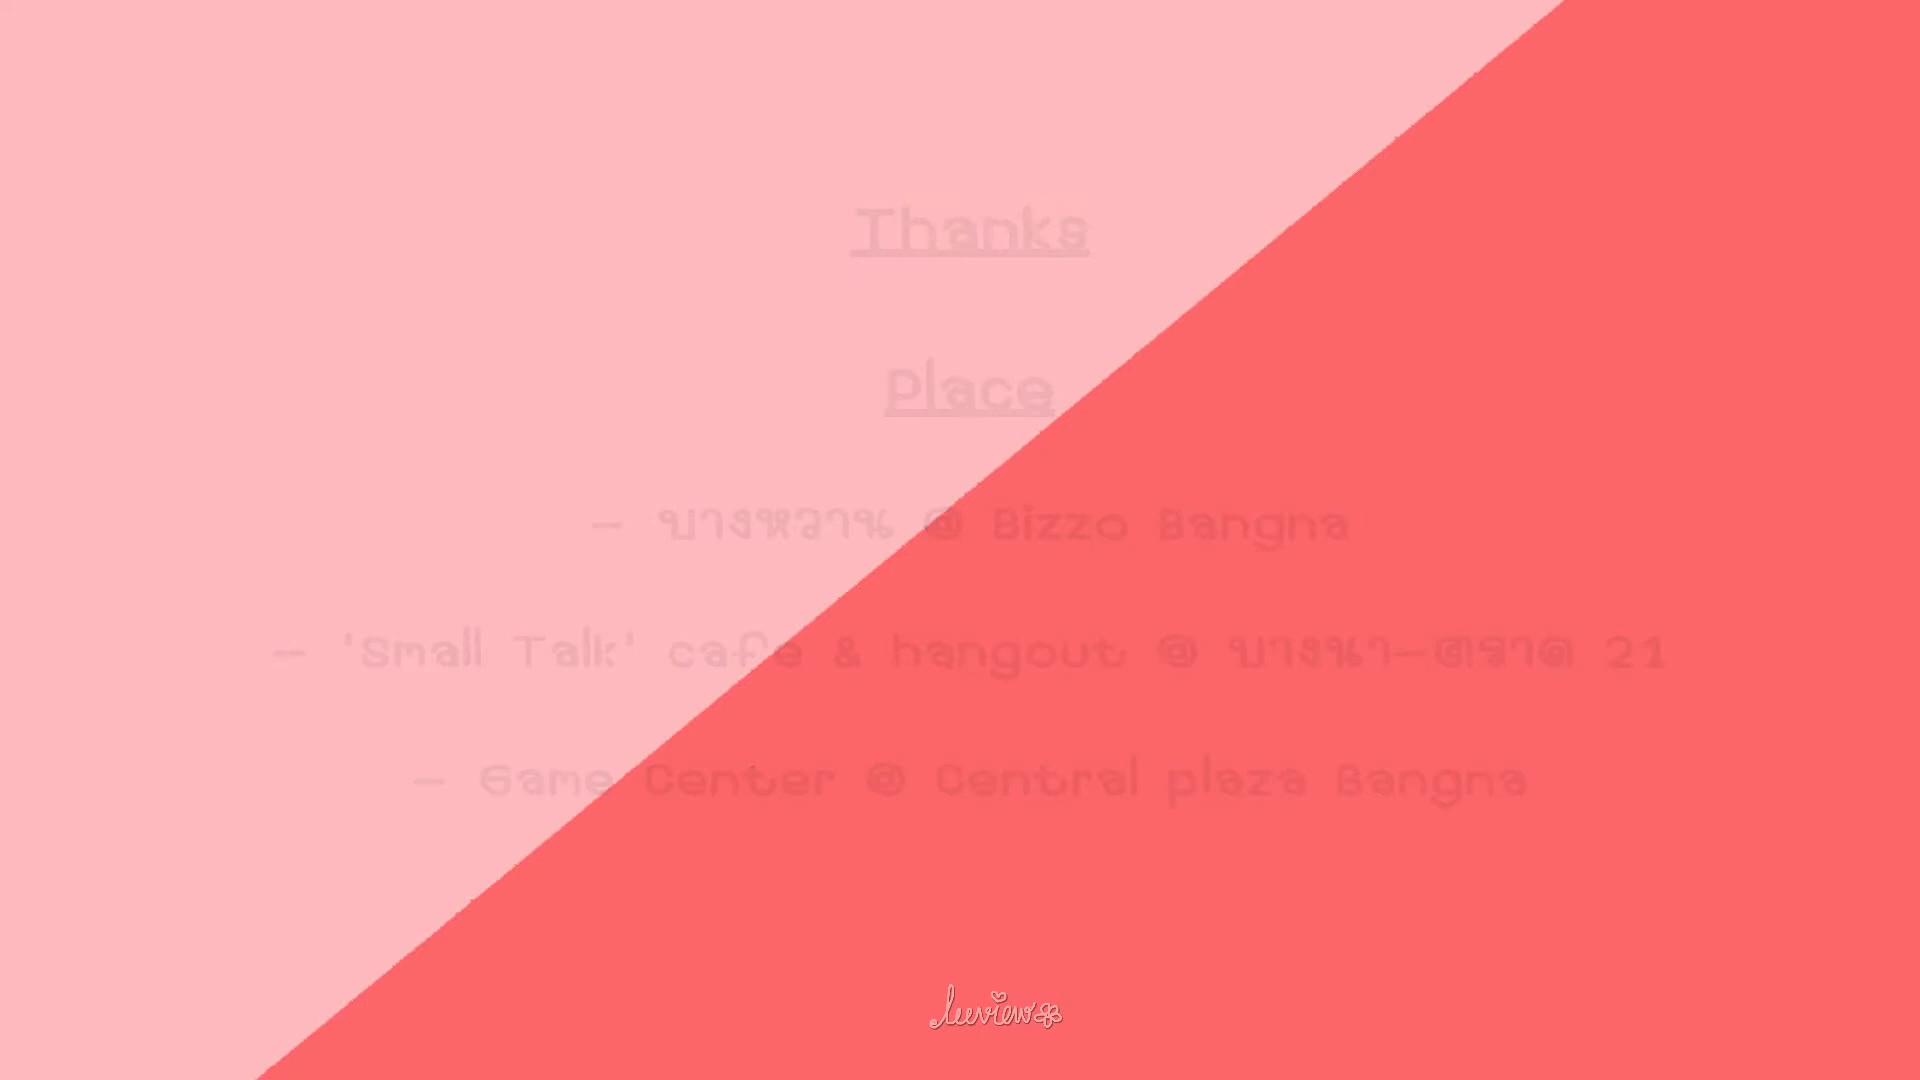 Thanks
Place
- บางหวาน @ Bizzo Bangna
- 'Small Talk' cafe & hangout @ บางนา-ตราด 21
- Game Center @ Central plaza Bangna
leeview